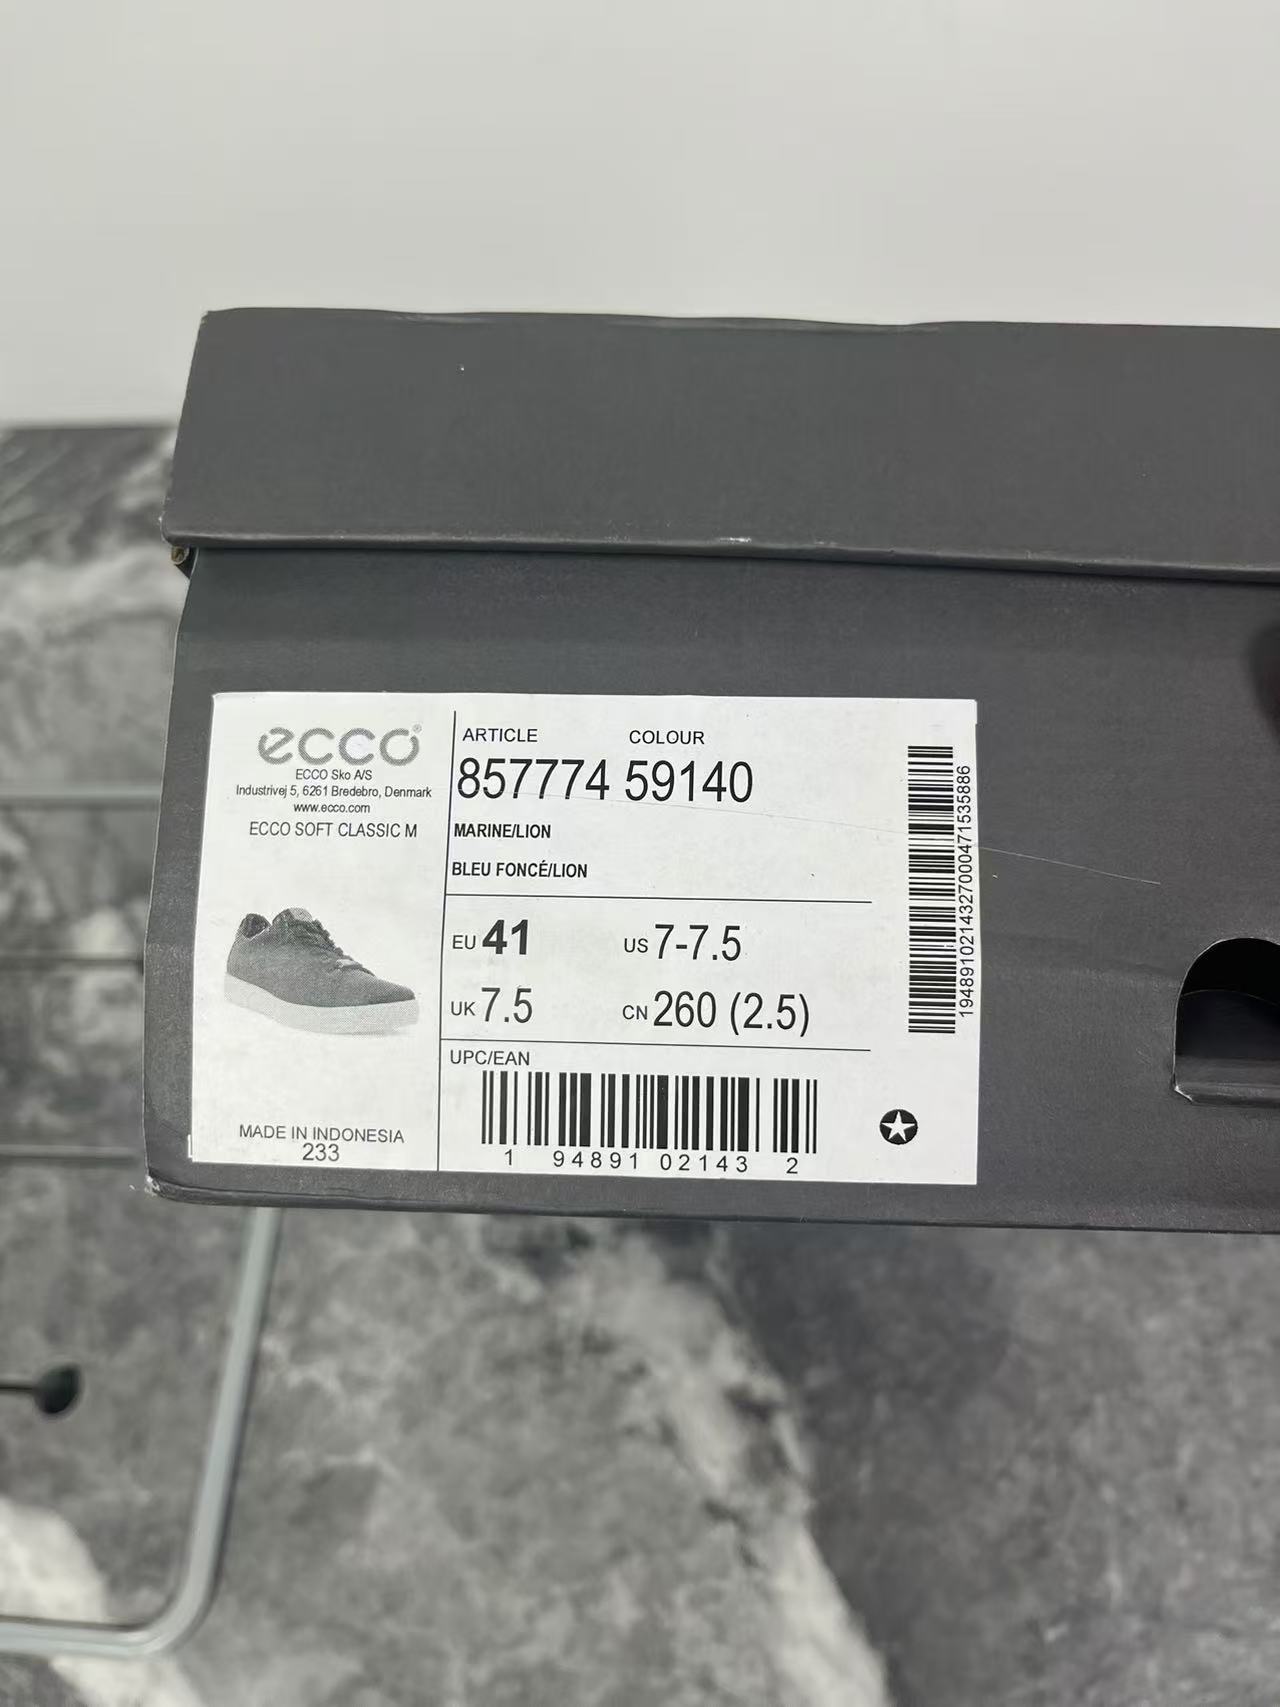 ecco®
ECCO Sko A/S
Industrivej 5, 6261 Bredebro, Denmark
www.ecco.com
ECCO SOFT CLASSIC M
MADE IN INDONESIA
233
ARTICLE COLOUR
857774 59140
MARINE/LION
BLEU FONCÉ/LION
EU 41 US 7-7.5
UK 7.5 CN 260 (2.5)
UPC/EAN
1 94891 02143 2
194891021432700047153588​6